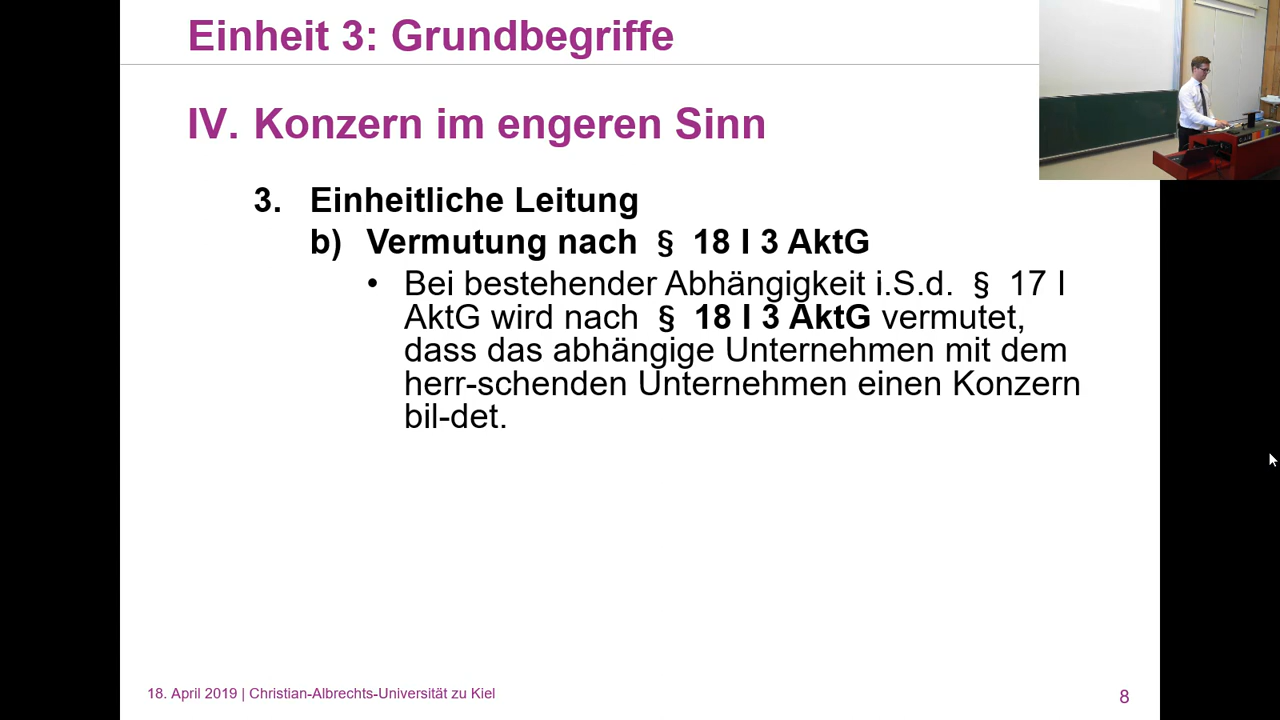 Einheit 3: Grundbegriffe
IV. Konzern im engeren Sinn
3. Einheitliche Leitung
b) Vermutung nach § 18 I 3 AktG
• Bei bestehender Abhängigkeit i.S.d. § 17 I
AktG wird nach § 18 I 3 AktG vermutet,
dass das abhängige Unternehmen mit dem
herr-schenden Unternehmen einen Konzern
bil-det.
18. April 2019 | Christian-Albrechts-Universität zu Kiel
8